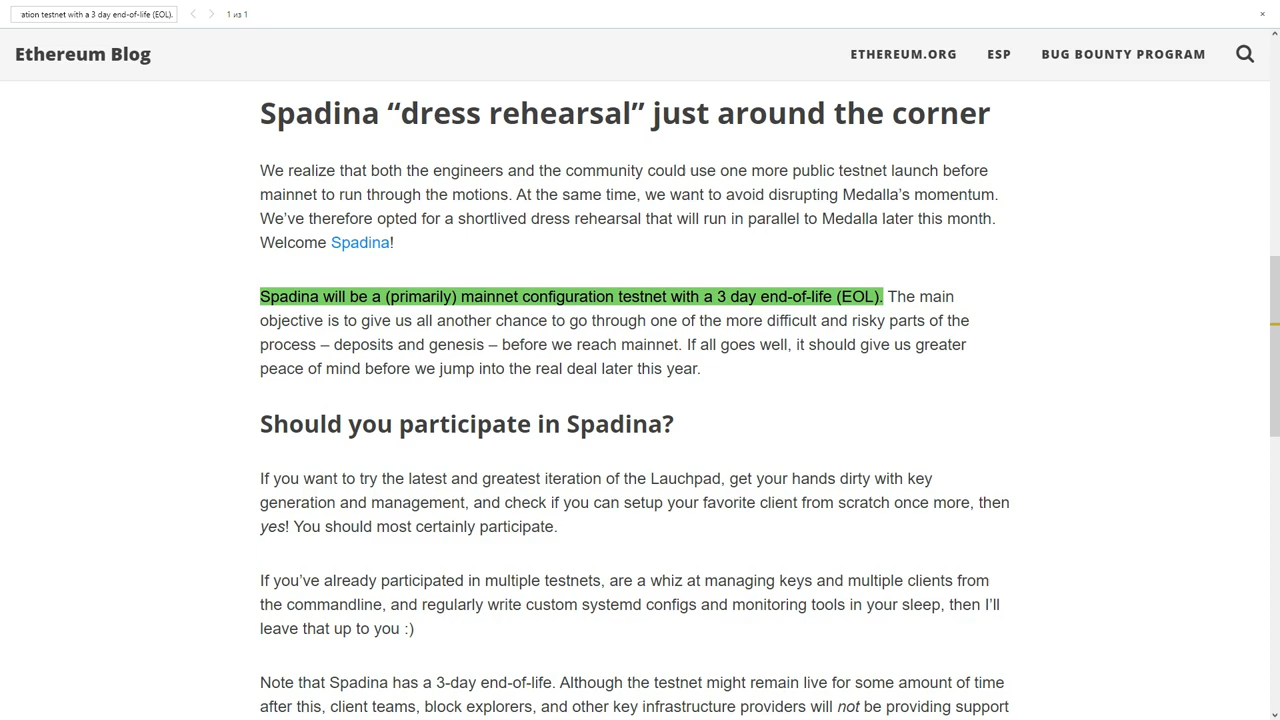 ation testnet with a 3 day end-of-life (EOL).
1 из 1
Ethereum Blog
ETHEREUM.ORG
ESP
BUG BOUNTY PROGRAM
Spadina “dress rehearsal” just around the corner
We realize that both the engineers and the community could use one more public testnet launch before
mainnet to run through the motions. At the same time, we want to avoid disrupting Medalla’s momentum.
We’ve therefore opted for a shortlived dress rehearsal that will run in parallel to Medalla later this month.
Welcome Spadina!
Spadina will be a (primarily) mainnet configuration testnet with a 3 day end-of-life (EOL). The main
objective is to give us all another chance to go through one of the more difficult and risky parts of the
process – deposits and genesis – before we reach mainnet. If all goes well, it should give us greater
peace of mind before we jump into the real deal later this year.
Should you participate in Spadina?
If you want to try the latest and greatest iteration of the Lauchpad, get your hands dirty with key
generation and management, and check if you can setup your favorite client from scratch once more, then
yes! You should most certainly participate.
If you’ve already participated in multiple testnets, are a whiz at managing keys and multiple clients from
the commandline, and regularly write custom systemd configs and monitoring tools in your sleep, then I’ll
leave that up to you :)
Note that Spadina has a 3-day end-of-life. Although the testnet might remain live for some amount of time
after this, client teams, block explorers, and other key infrastructure providers will not be providing support